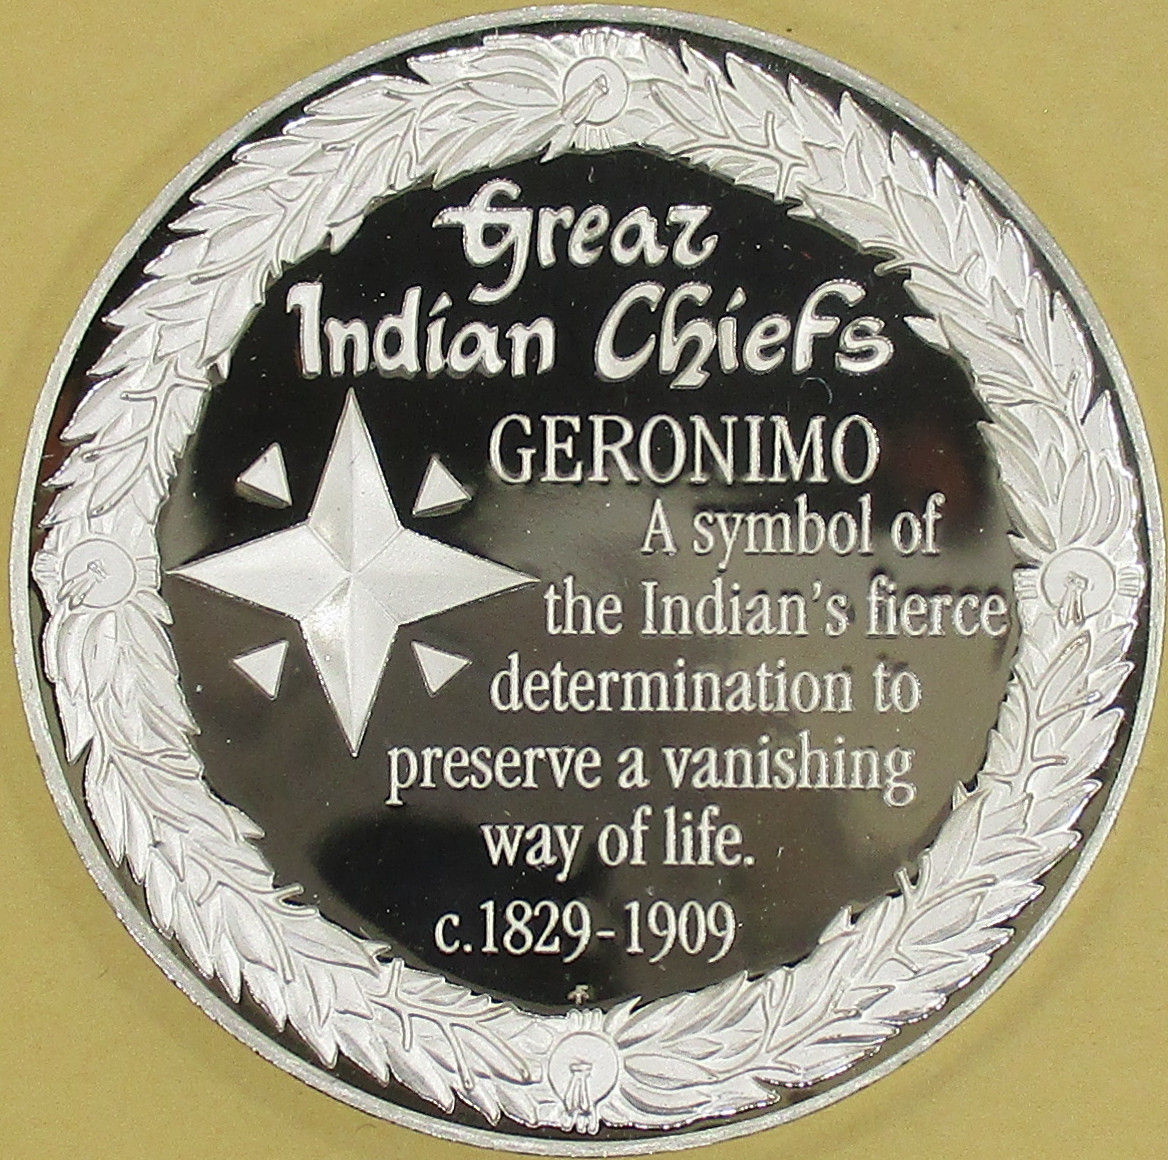 Great
Indian Chiefs
GERONIMO
A symbol of
the Indian's fierce
determination to
preserve a vanishing
way of life.
c.1829-1909